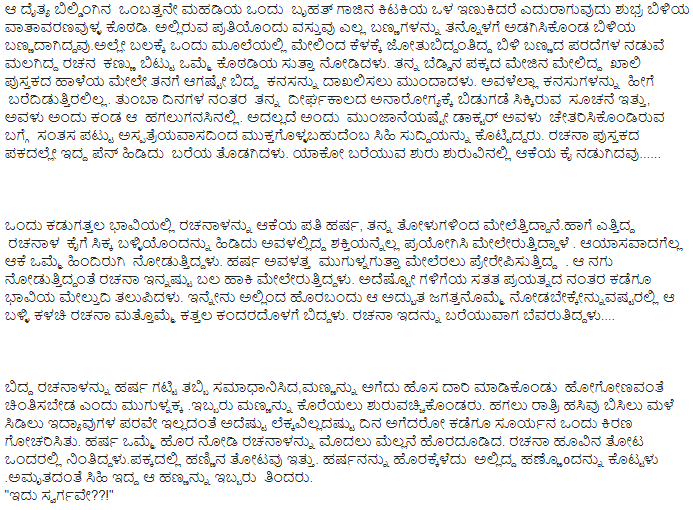 ಆ ದೈತ್ಯ ಬಿಲ್ಡಿಂಗಿನ  ಒಂಬತ್ತನೇ ಮಹಡಿಯ ಒಂದು  ಬೃಹತ್ ಗಾಜಿನ ಕಿಟಕಿಯ ಒಳ ಇಣುಕಿದರೆ ಎದುರಾಗುವುದು ಶುಭ್ರ ಬಿಳಿಯ
ವಾತಾವರಣವುಳ್ಳ ಕೊಠಡಿ. ಅಲ್ಲಿರುವ ಪ್ರತಿಯೊಂದು ವಸ್ತುವು ಎಲ್ಲ ಬಣ್ಣಗಳನ್ನು ತನ್ನೊಳಗೆ ಅಡಗಿಸಿಕೊಂಡ ಬಿಳಿಯ
ಬಣ್ಣದಾಗಿದ್ದವು.ಅಲ್ಲೇ ಬಲಕ್ಕೆ ಒಂದು ಮೂಲೆಯಲ್ಲಿ ಮೇಲಿಂದ ಕೆಳಕ್ಕೆ ಜೋತುಬಿದ್ದಂತಿದ್ದ ಬಿಳಿ ಬಣ್ಣದ ಪರದೆಗಳ ನಡುವೆ
ಮಲಗಿದ್ದ ರಚನ  ಕಣ್ಣು ಬಿಟ್ಟು ಒಮ್ಮೆ ಕೊಠಡಿಯ ಸುತ್ತಾ ನೋಡಿದಳು. ತನ್ನ ಬೆಡ್ಡಿನ ಪಕ್ಕದ ಮೇಜಿನ ಮೇಲಿದ್ದ  ಖಾಲಿ
ಪುಸ್ತಕದ ಹಾಳೆಯ ಮೇಲೇ ತನಗೆ ಆಗಷ್ಟೇ ಬಿದ್ದ  ಕನಸನ್ನು ದಾಖಲಿಸಲು ಮುಂದಾದಳು. ಅವಳೆಲ್ಲಾ ಕನಸುಗಳನ್ನು  ಹೀಗೆ
 ಬರೆದಿಡುತ್ತಿರಲಿಲ್ಲ. ತುಂಬಾ ದಿನಗಳ ನಂತರ  ತನ್ನು  ದೀರ್ಘಕಾಲದ ಅನಾರೋಗ್ಯಕ್ಕೆ ಬಿಡುಗಡೆ ಸಿಕ್ಕಿರುವ  ಸೂಚನೆ ಇತ್ತು,
ಅವಳು ಅಂದು ಕಂಡ ಆ  ಹಗಲುಗನಸಿನಲ್ಲಿ. ಅದಲ್ಲದೆ ಅಂದು  ಮುಂಜಾನೆಯಷ್ಟೇ ಡಾಕ್ಟರ್ ಅವಳು  ಚೇತರಿಸಿಕೊಂಡಿರುವ
ಬಗ್ಗೆ  ಸಂತಸ ಪಟ್ಟು ಆಸ್ಪತ್ರೆಯವಾಸದಿಂದ ಮುಕ್ತಗೊಳ್ಳಬಹುದೆಂಬ ಸಿಹಿ ಸುದ್ದಿಯನ್ನು ಕೊಟ್ಟಿದ್ದರು. ರಚನಾ ಪುಸ್ತಕದ
ಪಕದಲ್ಲೇ ಇದ್ದ ಪೆನ್ ಹಿಡಿದು  ಬರೆಯ ತೊಡಗಿದಳು. ಯಾಕೋ ಬರೆಯುವ ಶುರು ಶುರುವಿನಲ್ಲಿ ಆಕೆಯ ಕೈ ನಡುಗಿದವು......
ಒಂದು ಕಡುಗತ್ತಲ ಭಾವಿಯಲ್ಲಿ ರಚನಾಳನ್ನು ಆಕೆಯ ಪತಿ ಹರ್ಷ, ತನ್ನ ತೋಳುಗಳಿಂದ ಮೇಲೆತ್ತಿದ್ದಾನೆ.ಹಾಗೆ ಎತ್ತಿದ್ದ
 ರಚನಾಳ  ಕೈಗೆ ಸಿಕ್ಕ ಬಳ್ಳಿಯೊಂದನ್ನು ಹಿಡಿದು ಅವಳಲ್ಲಿದ್ದ ಶಕ್ತಿಯನ್ನೆಲ್ಲ ಪ್ರಯೋಗಿಸಿ ಮೇಲೇರುತ್ತಿದ್ದಾಳೆ . ಆಯಾಸವಾದಗೆಲ್ಲ
ಆಕೆ ಒಮ್ಮೆ ಹಿಂದಿರುಗಿ  ನೋಡುತ್ತಿದ್ದಳು. ಹರ್ಷ ಅವಳತ್ತ  ಮುಗುಳ್ನಗುತ್ತಾ ಮೇಲೆರಲು ಪ್ರೇರೇಪಿಸುತ್ತಿದ್ದ  . ಆ ನಗು
ನೋಡುತ್ತಿದ್ದಂತೆ ರಚನಾ ಇನ್ನಷ್ಟು ಬಲ ಹಾಕಿ ಮೇಲೇರುತ್ತಿದ್ದಳು. ಅದೆಷ್ಟೋ ಗಳಿಗೆಯ ಸತತ ಪ್ರಯತ್ನದ ನಂತರ ಕಡೆಗೂ
ಭಾವಿಯ ಮೇಲ್ತುದಿ ತಲುಪಿದಳು. ಇನ್ನೇನು ಅಲ್ಲಿಂದ ಹೊರಬಂದು ಆ ಅದ್ಭುತ ಜಗತ್ತನೊಮ್ಮೆ ನೋಡಬೇಕ್ಕೇನ್ನುವಷ್ಟರಲ್ಲಿ ಆ
ಬಳ್ಳಿ ಕಳಚಿ ರಚನಾ ಮತ್ತೊಮ್ಮೆ ಕತ್ತಲ ಕಂದರದೊಳಗೆ ಬಿದ್ದಳು. ರಚನಾ ಇದನ್ನು ಬರೆಯುವಾಗ ಬೆವರುತಿದ್ದಳು....
ಬಿದ್ದ ರಚನಾಳನ್ನು ಹರ್ಷ ಗಟ್ಟಿ ತಬ್ಬಿ ಸಮಾಧಾನಿಸಿದ,ಮಣ್ಣನ್ನು ಅಗೆದು ಹೊಸ ದಾರಿ ಮಾಡಿಕೊಂಡು  ಹೋಗೋಣವಂತೆ
ಚಿಂತಿಸಬೇಡ ಎಂದು ಮುಗುಳ್ನಕ್ಕ .ಇಬ್ಬರು ಮಣ್ಣನ್ನು ಕೊರೆಯಲು ಶುರುವಚ್ಚಿಕೊಂಡರು. ಹಗಲು ರಾತ್ರಿ ಹಸಿವು ಬಿಸಿಲು ಮಳೆ
ಸಿಡಿಲು ಇದ್ಯಾವುಗಳ ಪರವೇ ಇಲ್ಲದಂತೆ ಅದೆಷ್ಟು ಲೆಕ್ಕವಿಲ್ಲದಷ್ಟು ದಿನ ಅಗೆದರೋ ಕಡೆಗೂ ಸೂರ್ಯನ ಒಂದು ಕಿರಣ
ಗೋಚರಿಸಿತು. ಹರ್ಷ ಒಮ್ಮೆ ಹೊರ ನೋಡಿ ರಚನಾಳನ್ನು ಮೊದಲು ಮೆಲ್ಲನೆ ಹೊರದೂಡಿದ. ರಚನಾ ಹೂವಿನ ತೋಟ
ಒಂದರಲ್ಲಿ ನಿಂತಿದ್ದಳು.ಪಕ್ಕದಲ್ಲಿ ಹಣ್ಣಿನ ತೋಟವು ಇತ್ತು. ಹರ್ಷನನ್ನು ಹೊರಕ್ಕೆಳೆದು  ಅಲ್ಲಿದ್ದ ಹಣ್ಣೊಂದನ್ನು ಕೊಟ್ಟಳು
.ಅಮೃತದಂತೆ ಸಿಹಿ ಇದ್ದ ಆ ಹಣ್ಣನ್ನು ಇಬ್ಬರು  ತಿಂದರು.
"ಇದು ಸ್ವರ್ಗವೇ??!"